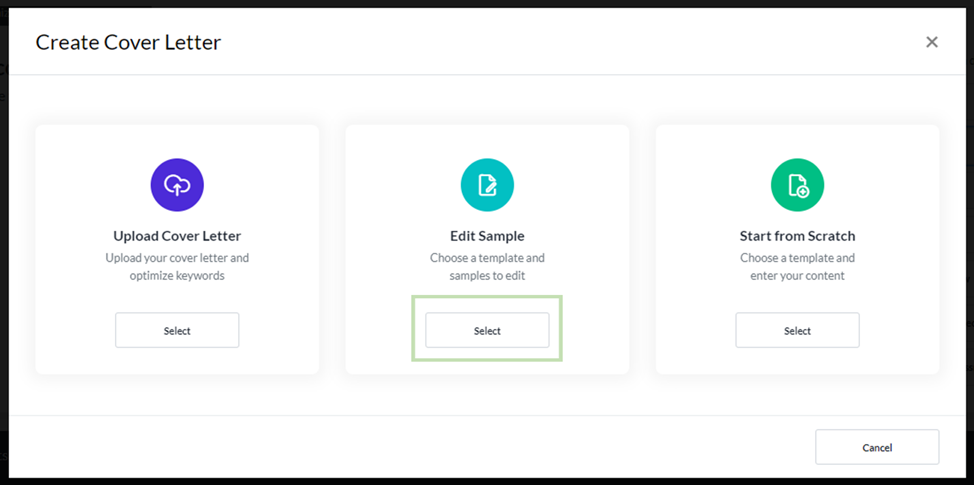 Create Cover Letter
Upload Cover Letter
Upload your cover letter and
optimize keywords
Select
Edit Sample
Choose a template and
samples to edit
Select
Start from Scratch
Choose a template and
enter your content
Select
Cancel